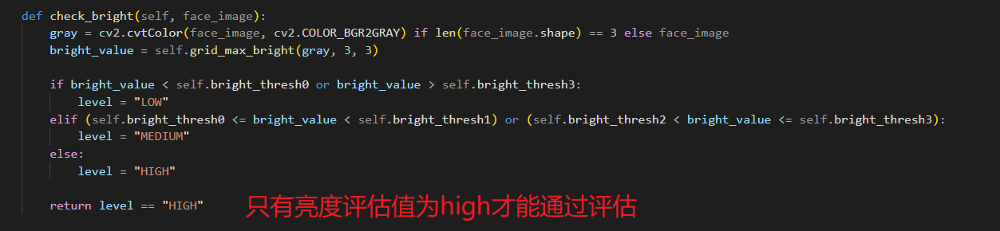 def check_bright(self, face_image):
    gray = cv2.cvtColor(face_image, cv2.COLOR_BGR2GRAY) if len(face_image.shape) == 3 else face_image
    bright_value = self.grid_max_bright(gray, 3, 3)
    if bright_value < self.bright_thresh0 or bright_value > self.bright_thresh3:
        level = "LOW"
    elif (self.bright_thresh0 <= bright_value < self.bright_thresh1) or (self.bright_thresh2 < bright_value <= self.bright_thresh3):
        level = "MEDIUM"
    else:
        level = "HIGH"
    return level == "HIGH" 只有亮度评估值为high才能通过评估